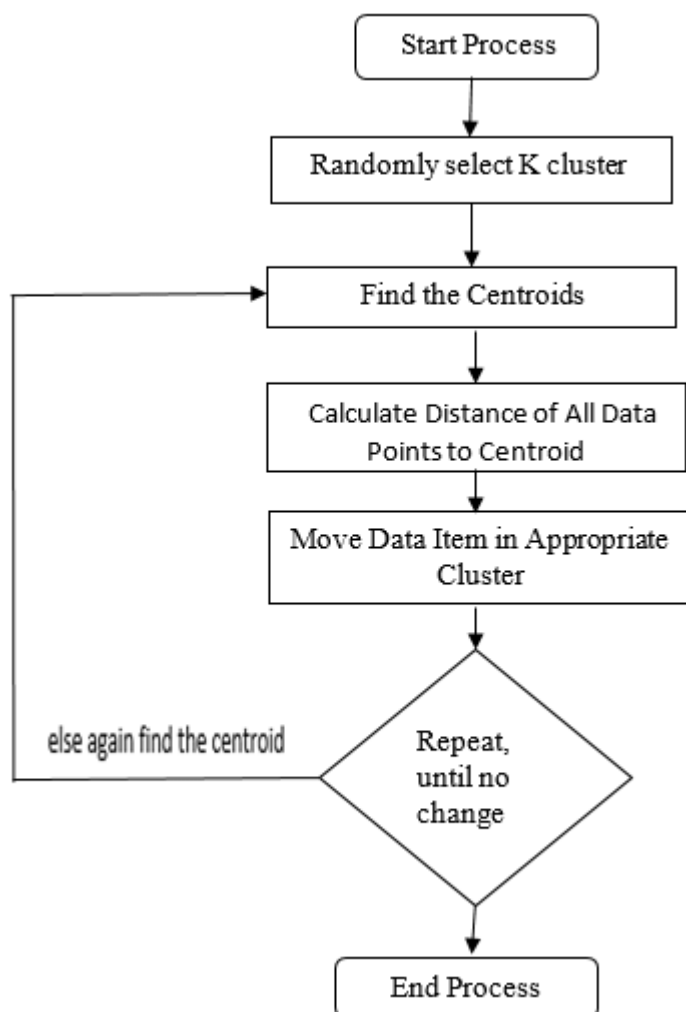 Start Process
Randomly select K cluster
Find the Centroids
Calculate Distance of All Data
Points to Centroid
Move Data Item in Appropriate
Cluster
else again find the centroid
Repeat,
until no
change
End Process